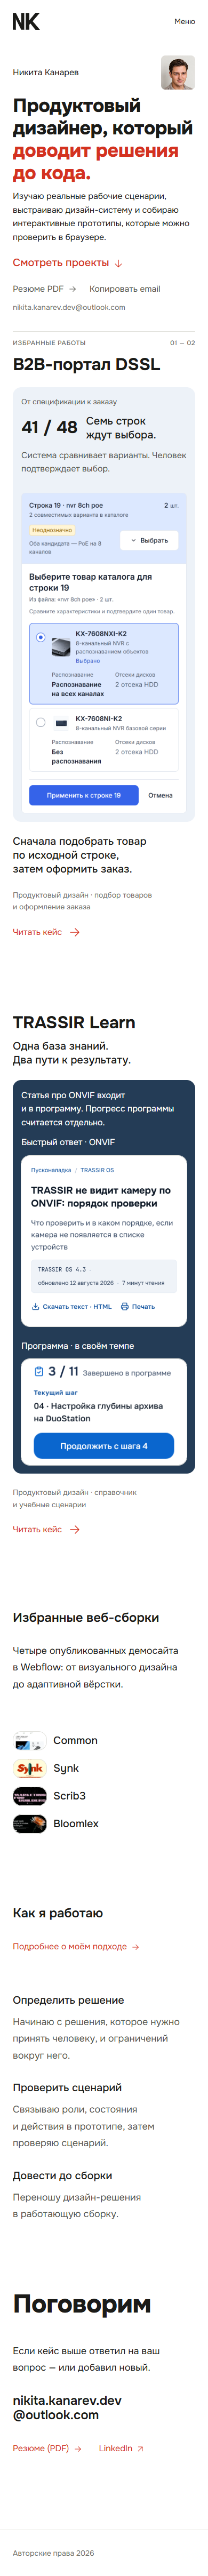 NK
Меню
Никита Канарев
Продуктовый
дизайнер, который
доводит решения
до кода.
Изучаю реальные рабочие сценарии,
выстраиваю дизайн-систему и собираю
интерактивные прототипы, которые можно
проверить в браузере.
Смотреть проекты ↓
Резюме PDF →
Копировать email
nikita.kanarev.dev@outlook.com
ИЗБРАННЫЕ РАБОТЫ
01 — 02
B2B-портал DSSL
От спецификации к заказу
41 / 48
Семь строк
ждут выбора.
Система сравнивает варианты. Человек
подтверждает выбор.
Строка 19 · nvr 8ch poe
2 шт.
2 совместимых варианта в каталоге
Неоднозначно
Оба кандидата — PoE на 8
каналов
Выбрать
Выберите товар каталога для
строки 19
Из файла: «nvr 8ch poe» · 2 шт.
Сравните характеристики и подтвердите один товар.
KX-7608NXI-K2
8-канальный NVR с
распознаванием объектов
Выбрано
Распознавание
Отсеки дисков
Распознавание
на всех каналах
2 отсека HDD
KX-7608NI-K2
8-канальный NVR базовой серии
Распознавание
Отсеки дисков
Без
распознавания
2 отсека HDD
Применить к строке 19
Отмена
Сначала подобрать товар
по исходной строке,
затем оформить заказ.
Продуктовый дизайн · подбор товаров
и оформление заказа
Читать кейс →
TRASSIR Learn
Одна база знаний.
Два пути к результату.
Статья про ONVIF входит
и в программу. Прогресс программы
считается отдельно.
Быстрый ответ · ONVIF
Пусконаладка / TRASSIR OS
TRASSIR не видит камеру по
ONVIF: порядок проверки
Что проверить и в каком порядке, если
камера не появляется в списке
устройств
TRASSIR OS 4.3 ·
обновлено 12 августа 2026 · 7 минут чтения
Скачать текст · HTML
Печать
Программа · в своём темпе
3 / 11 Завершено в программе
Текущий шаг
04 · Настройка глубины архива
на DuoStation
Продолжить с шага 4
Продуктовый дизайн · справочник
и учебные сценарии
Читать кейс →
Избранные веб-сборки
Четыре опубликованных демосайта
в Webflow: от визуального дизайна
до адаптивной вёрстки.
Common
Synk
Synk
Scrib3
Bloomlex
Как я работаю
Подробнее о моём подходе →
Определить решение
Начинаю с решения, которое нужно
принять человеку, и ограничений
вокруг него.
Проверить сценарий
Связываю роли, состояния
и действия в прототипе, затем
проверяю сценарий.
Довести до сборки
Переношу дизайн-решения
в работающую сборку.
Поговорим
Если кейс выше ответил на ваш
вопрос — или добавил новый.
nikita.kanarev.dev
@outlook.com
Резюме (PDF) →
LinkedIn ↗
Авторские права 2026